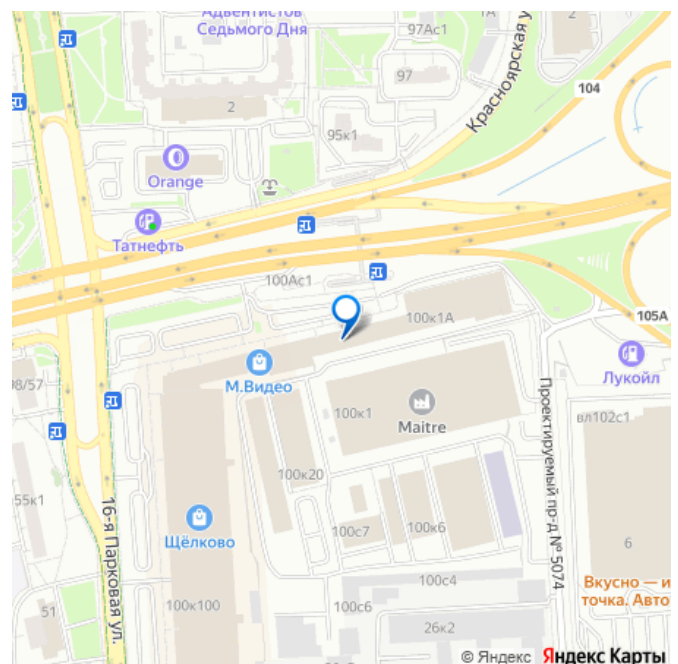 Адвентистов
Седьмого Дня
97Ас1
2
97
2
Красноярская у
104
95к1
Orange
Татнефть
100Ас1
100к1А
105А
М.Видео
Лукойл
100к1
Maitre
вл102с1
Проектируемый пр-д № 5074
100к20
55к1
16-я Парковая ул.
Щёлково
100с7
100к6
6
100с4
Вкусно — и
точка. Авто
100к100
100с6
51
26к2
© Яндекс Яндекс Карты